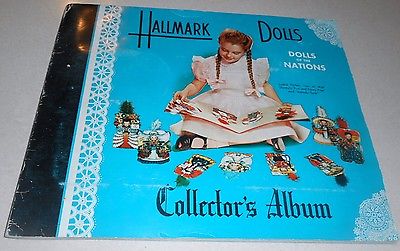 HALLMARK DOLLS
DOLLS
OF THE
NATIONS
Collector's Album